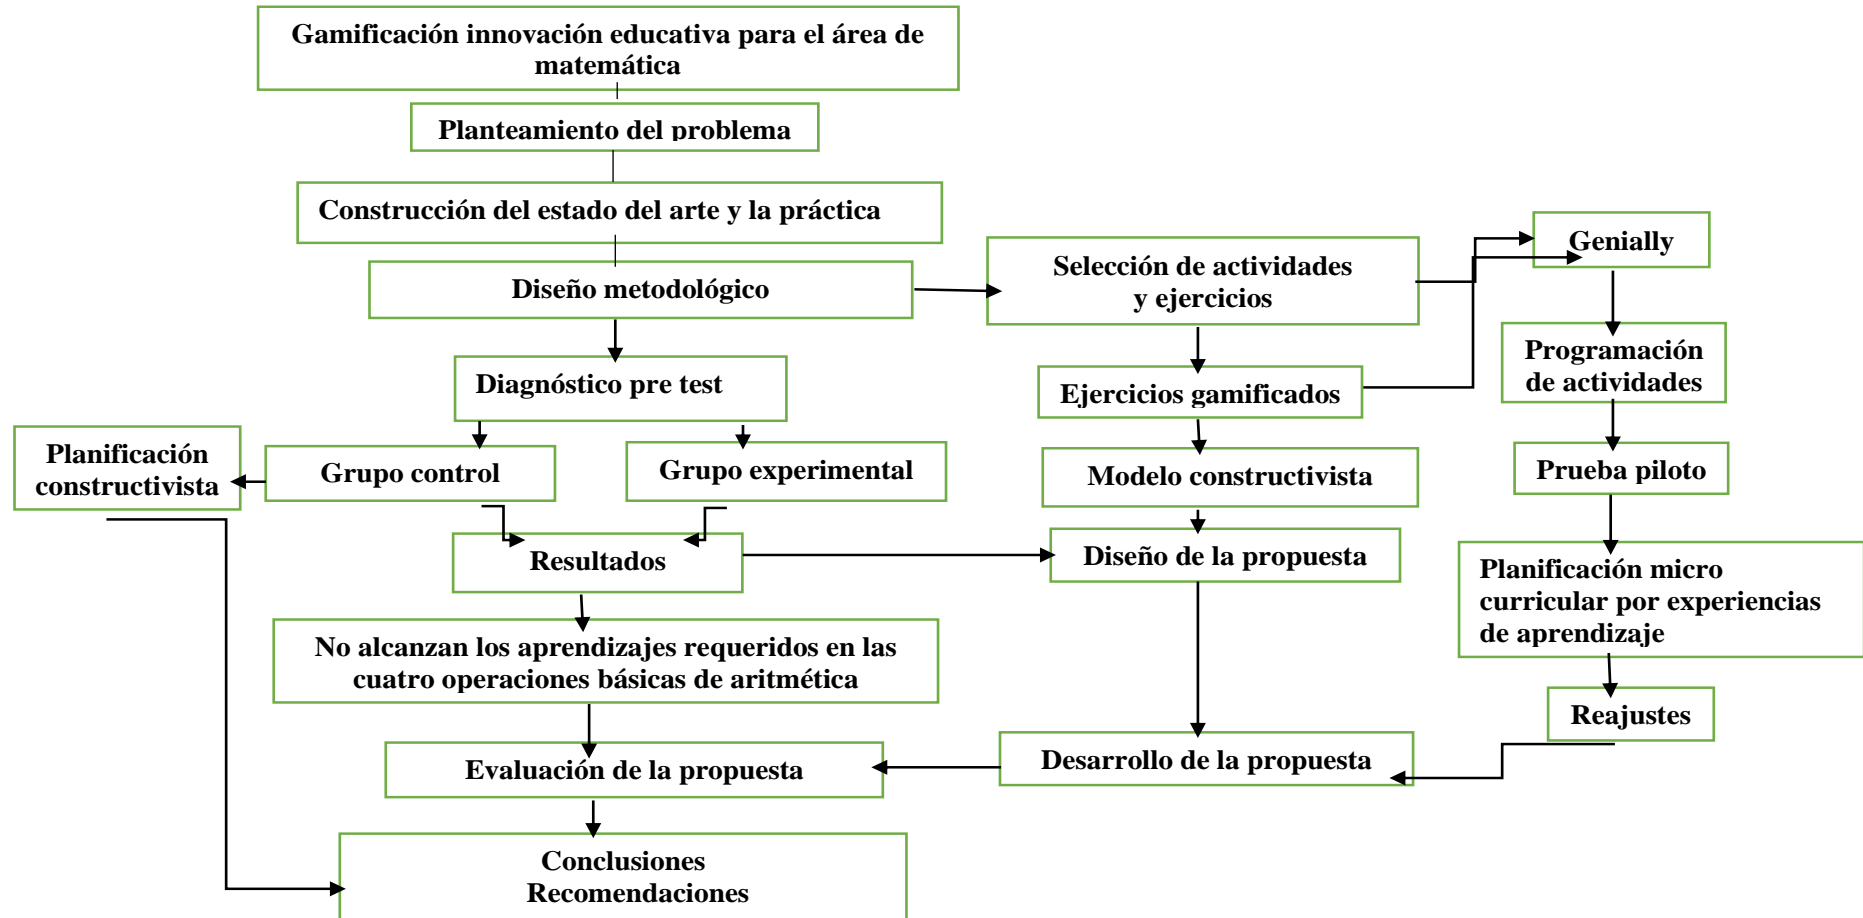 Gamificación innovación educativa para el área de
matemática
Planteamiento del problema
Construcción del estado del arte y la práctica
Diseño metodológico
Selección de actividades
y ejercicios
Genially
Diagnóstico pre test
Ejercicios gamificados
Programación
de actividades
Planificación
constructivista
Grupo control
Grupo experimental
Modelo constructivista
Prueba piloto
Resultados
Diseño de la propuesta
Planificación micro
curricular por experiencias
de aprendizaje
No alcanzan los aprendizajes requeridos en las
cuatro operaciones básicas de aritmética
Reajustes
Evaluación de la propuesta
Desarrollo de la propuesta
Conclusiones
Recomendaciones